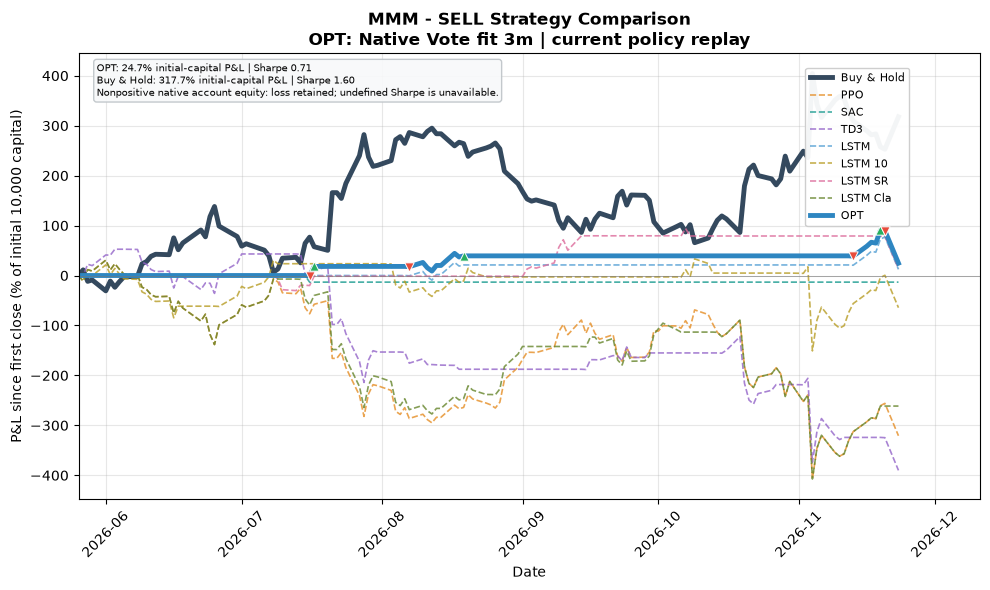 MMM - SELL Strategy Comparison
OPT: Native Vote fit 3m | current policy replay
OPT: 24.7% initial-capital P&L | Sharpe 0.71
Buy & Hold: 317.7% initial-capital P&L | Sharpe 1.60
Nonpositive native account equity: loss retained; undefined Sharpe is unavailable.
Buy & Hold
PPO
SAC
TD3
LSTM
LSTM 10
LSTM SR
LSTM Cla
OPT
P&L since first close (% of initial 10,000 capital)
400
300
200
100
0
−100
−200
−300
−400
2026-06
2026-07
2026-08
2026-09
2026-10
2026-11
2026-12
Date